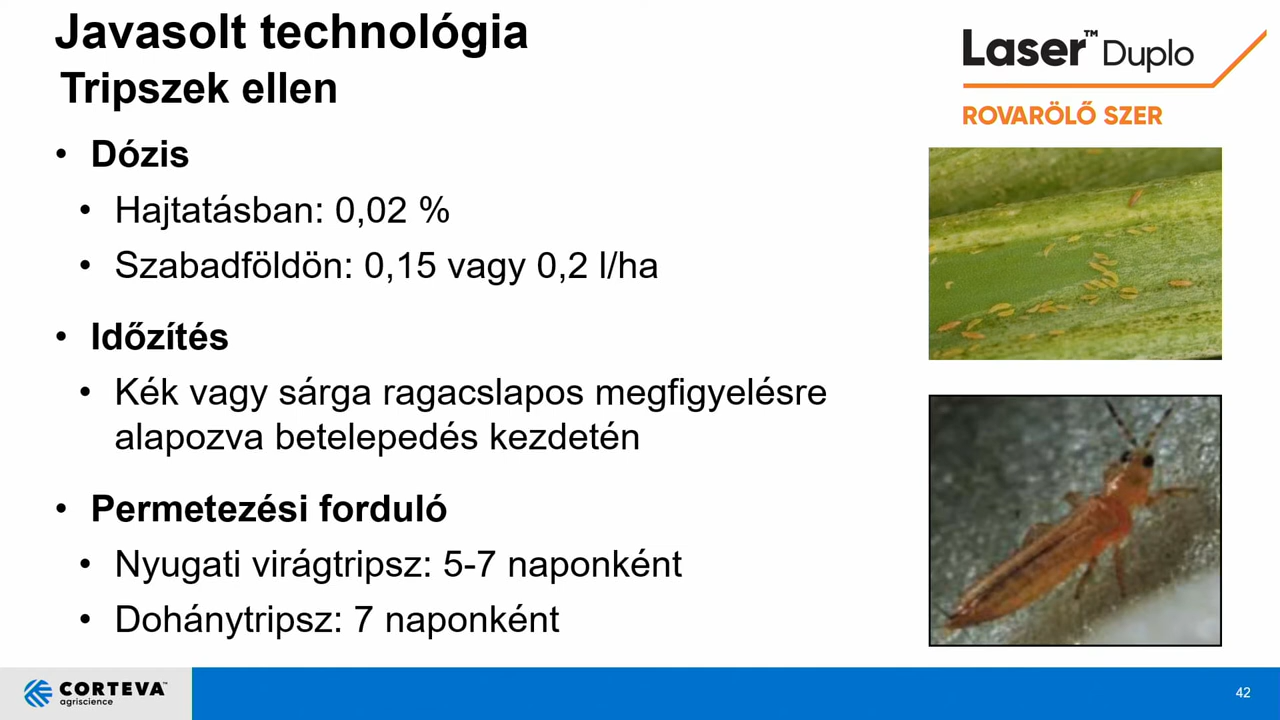 Javasolt technológia
Tripszek ellen
Laser™ Duplo
ROVARÖLŐ SZER
• Dózis
• Hajtatásban: 0,02 %
• Szabadföldön: 0,15 vagy 0,2 l/ha
• Időzítés
• Kék vagy sárga ragacslapos megfigyelésre
alapozva betelepedés kezdetén
• Permetezési forduló
• Nyugati virágtripsz: 5-7 naponként
• Dohánytripsz: 7 naponként
CORTEVA™
agriscience
42